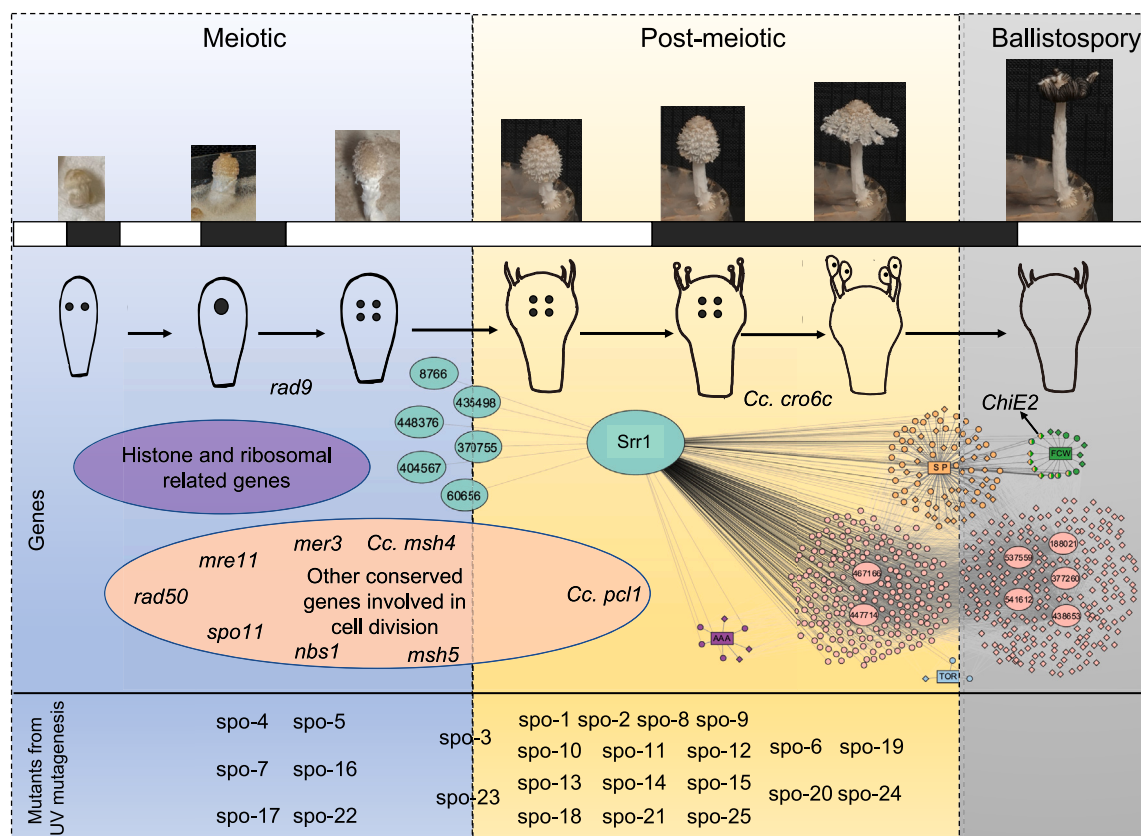 Meiotic
Post-meiotic
Ballistospory
rad9
Cc. cro6c
ChiE2
8766
435498
448376
370755
404567
60656
Srr1
S P
FCW
Genes
Histone and ribosomal
related genes
mre11
mer3
Cc. msh4
rad50
Other conserved
genes involved in
cell division
Cc. pcl1
spo11
nbs1
msh5
467166
447714
188021
537559
377260
541612
438653
AAA
TOR
Mutants from
UV mutagenesis
spo-4 spo-5
spo-7 spo-16
spo-17 spo-22
spo-3
spo-23
spo-1 spo-2 spo-8 spo-9
spo-10 spo-11 spo-12
spo-13 spo-14 spo-15
spo-18 spo-21 spo-25
spo-6 spo-19
spo-20 spo-24